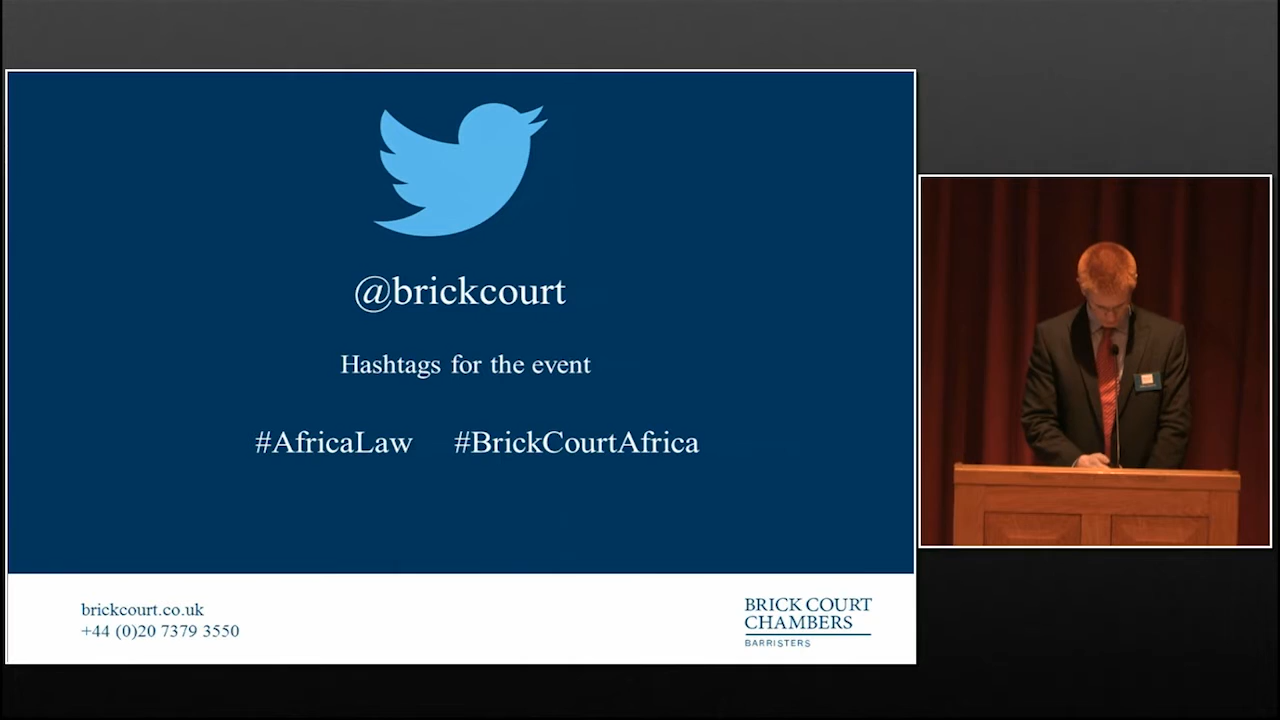 @brickcourt
Hashtags for the event
#AfricaLaw #BrickCourtAfrica
brickcourt.co.uk
+44 (0)20 7379 3550
BRICK COURT
CHAMBERS
BARRISTERS